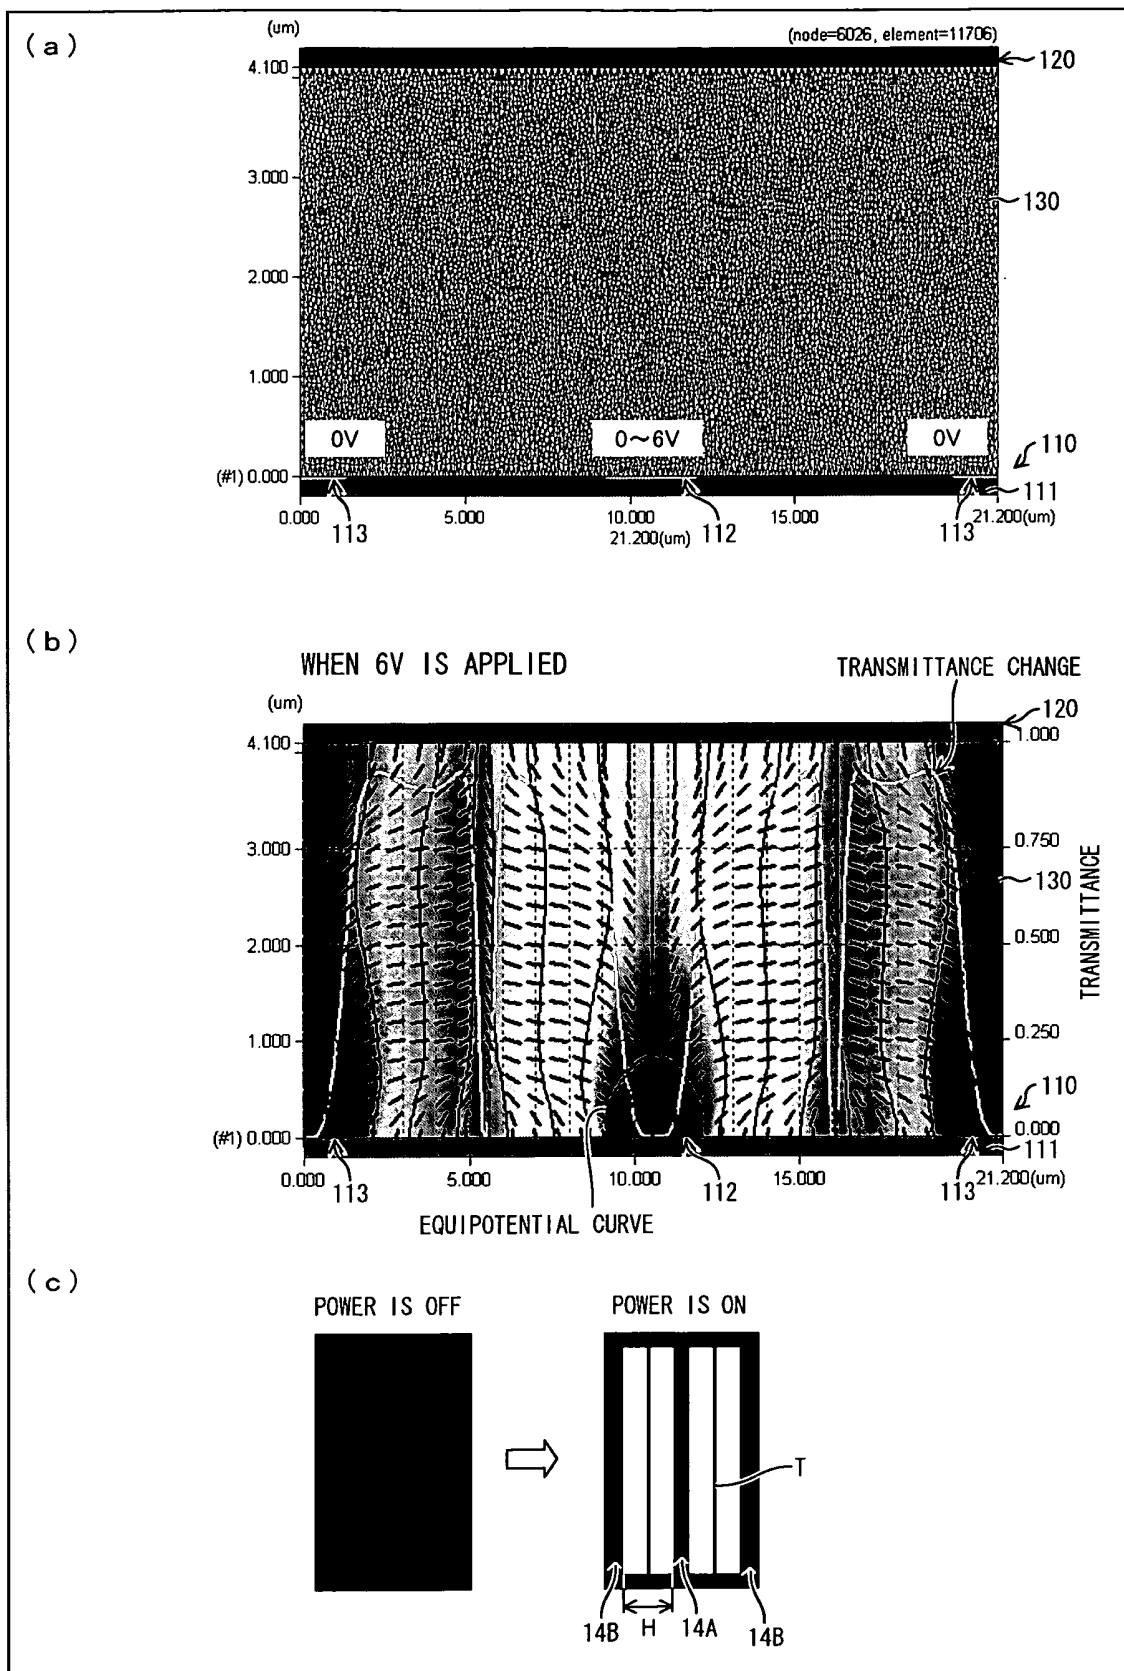 (a)
(um)
(node=6026, element=11706)
4.100
120
3.000
130
2.000
1.000
0V
0~6V
0V
110
(#1) 0.000
111
0.000
113
5.000
10.000
112
15.000
113
21.200(um)
21.200(um)
(b)
WHEN 6V IS APPLIED
TRANSMITTANCE CHANGE
(um)
120
4.100
1.000
3.000
0.750
130
TRANSMITTANCE
2.000
0.500
1.000
0.250
110
(#1) 0.000
0.000
111
0.000
113
5.000
10.000
112
15.000
113
21.200(um)
EQUIPOTENTIAL CURVE
(c)
POWER IS OFF
POWER IS ON
T
14B
H
14A
14B